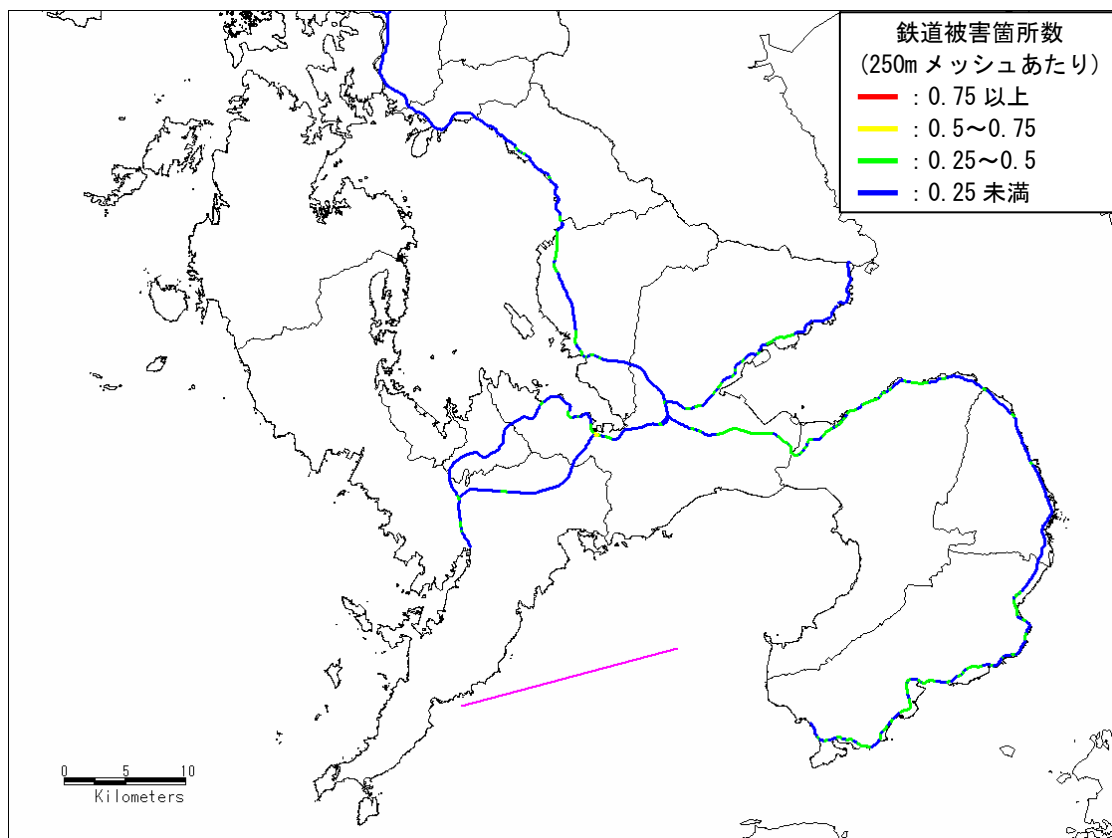 鉄道被害箇所数
(250m メッシュあたり)
：0.75 以上
：0.5～0.75
：0.25～0.5
：0.25 未満
0 5 10
Kilometers